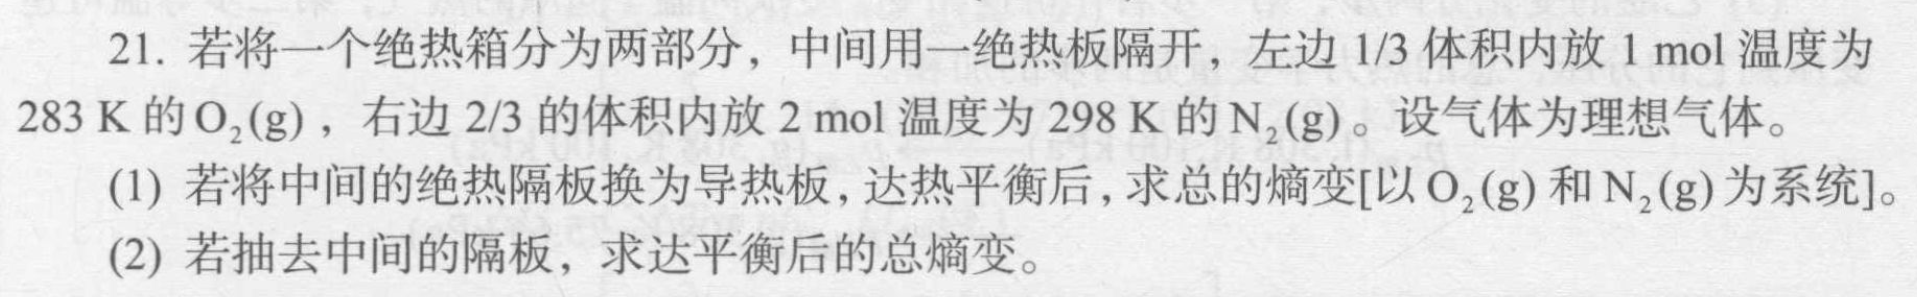 21. 若将一个绝热箱分为两部分，中间用一绝热板隔开，左边 1/3 体积内放 1 mol 温度为
283 K 的 O₂(g)，右边 2/3 的体积内放 2 mol 温度为 298 K 的 N₂(g)。设气体为理想气体。
(1) 若将中间的绝热隔板换为导热板，达热平衡后，求总的熵变[以 O₂(g) 和 N₂(g) 为系统]。
(2) 若抽去中间的隔板，求达平衡后的总熵变。